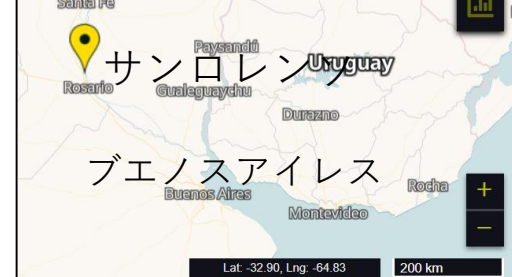 Santa Fe
Paysandú
サンロレンソ
Uruguay
Rosario
Gualeguaychu
Durazno
ブエノスアイレス
Buenos Aires
Rocha
Montevideo
+
−
Lat: -32.90, Lng: -64.83
200 km